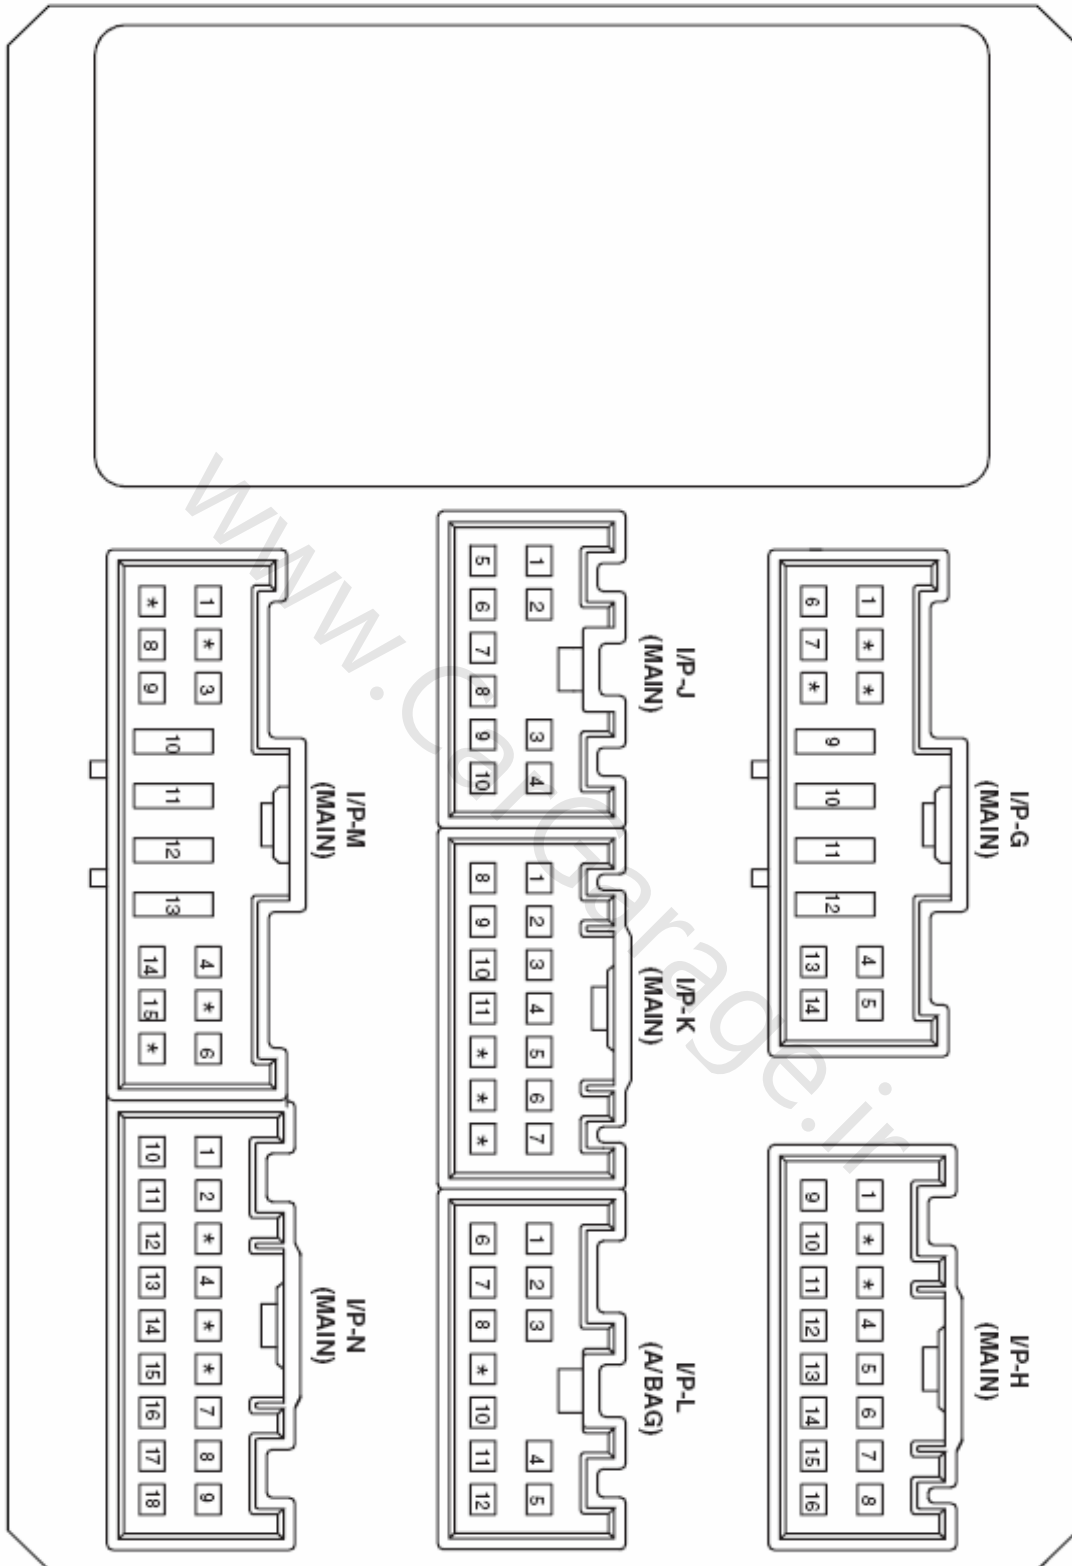 I/P-G
(MAIN)
1 * * 4 5
6 7 * 9 10 11 12 13 14
I/P-H
(MAIN)
1 * * 4 5 6 7 8
9 10 11 12 13 14 15 16
I/P-J
(MAIN)
1 2 3 4
5 6 7 8 9 10
I/P-K
(MAIN)
1 2 3 4 5 6 7
8 9 10 11 * * *
I/P-L
(A/BAG)
1 2 3 4 5
6 7 8 * 10 11 12
I/P-M
(MAIN)
1 * 3 4 * 6
* 8 9 10 11 12 13 14 15 *
I/P-N
(MAIN)
1 2 * 4 * * 7 8 9
10 11 12 13 14 15 16 17 18
www.CarGarage.ir